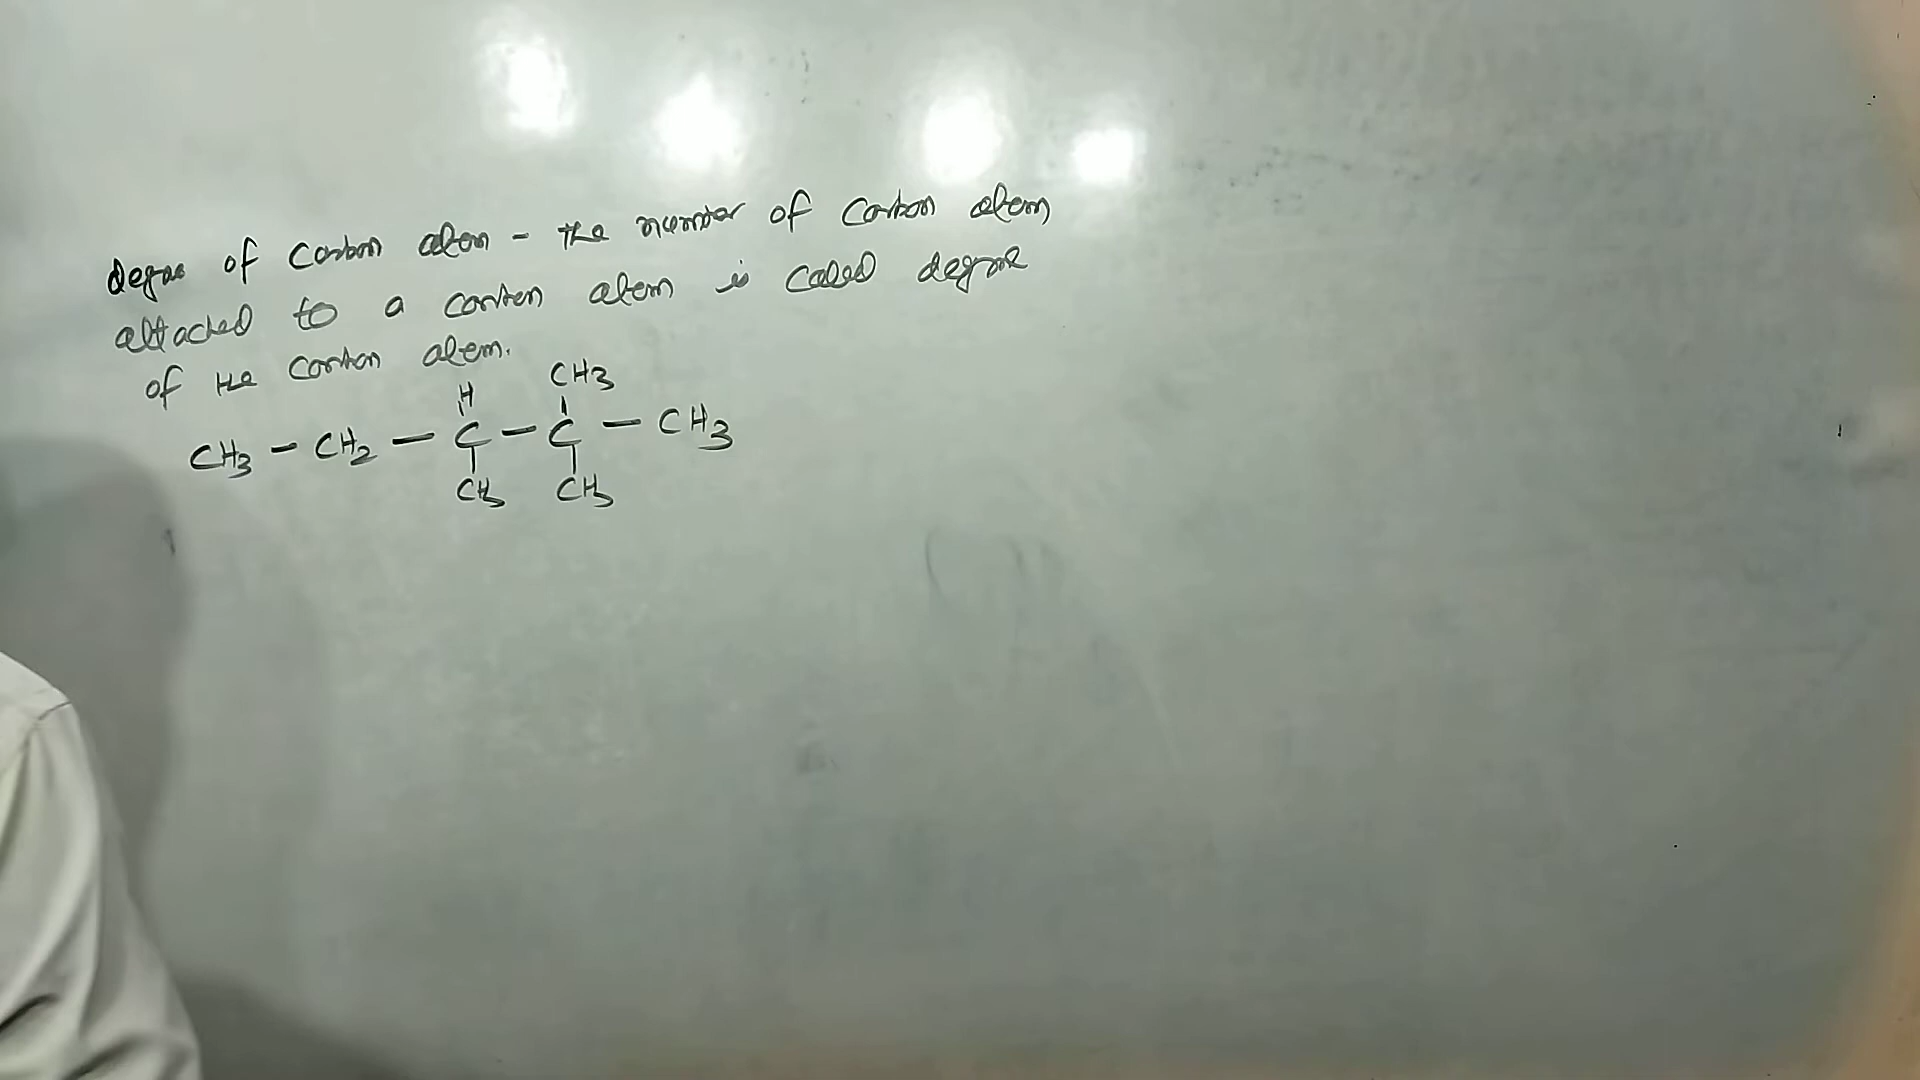 degree of Carbon atom - the number of Carbon atom
attached to a carbon atom is called degree
of the carbon atom.
H CH3
CH3 - CH2 - C - C - CH3
CH3 CH3